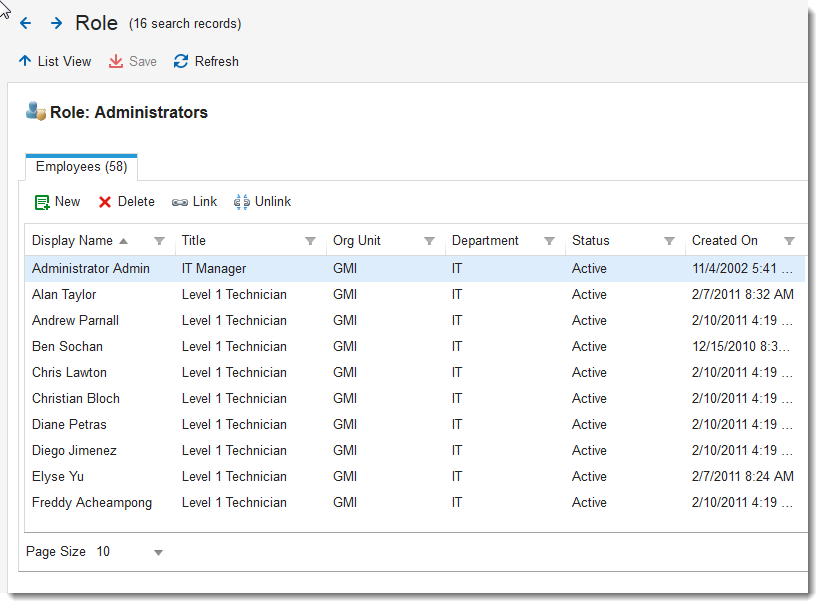 Role (16 search records)
List View Save Refresh
Role: Administrators
Employees (58)
New Delete Link Unlink
Display Name Title Org Unit Department Status Created On
Administrator Admin IT Manager GMI IT Active 11/4/2002 5:41 ...
Alan Taylor Level 1 Technician GMI IT Active 2/7/2011 8:32 AM
Andrew Parnall Level 1 Technician GMI IT Active 2/10/2011 4:19 ...
Ben Sochan Level 1 Technician GMI IT Active 12/15/2010 8:3...
Chris Lawton Level 1 Technician GMI IT Active 2/10/2011 4:19 ...
Christian Bloch Level 1 Technician GMI IT Active 2/10/2011 4:19 ...
Diane Petras Level 1 Technician GMI IT Active 2/10/2011 4:19 ...
Diego Jimenez Level 1 Technician GMI IT Active 2/10/2011 4:19 ...
Elyse Yu Level 1 Technician GMI IT Active 2/7/2011 8:24 AM
Freddy Acheampong Level 1 Technician GMI IT Active 2/10/2011 4:19 ...
Page Size 10